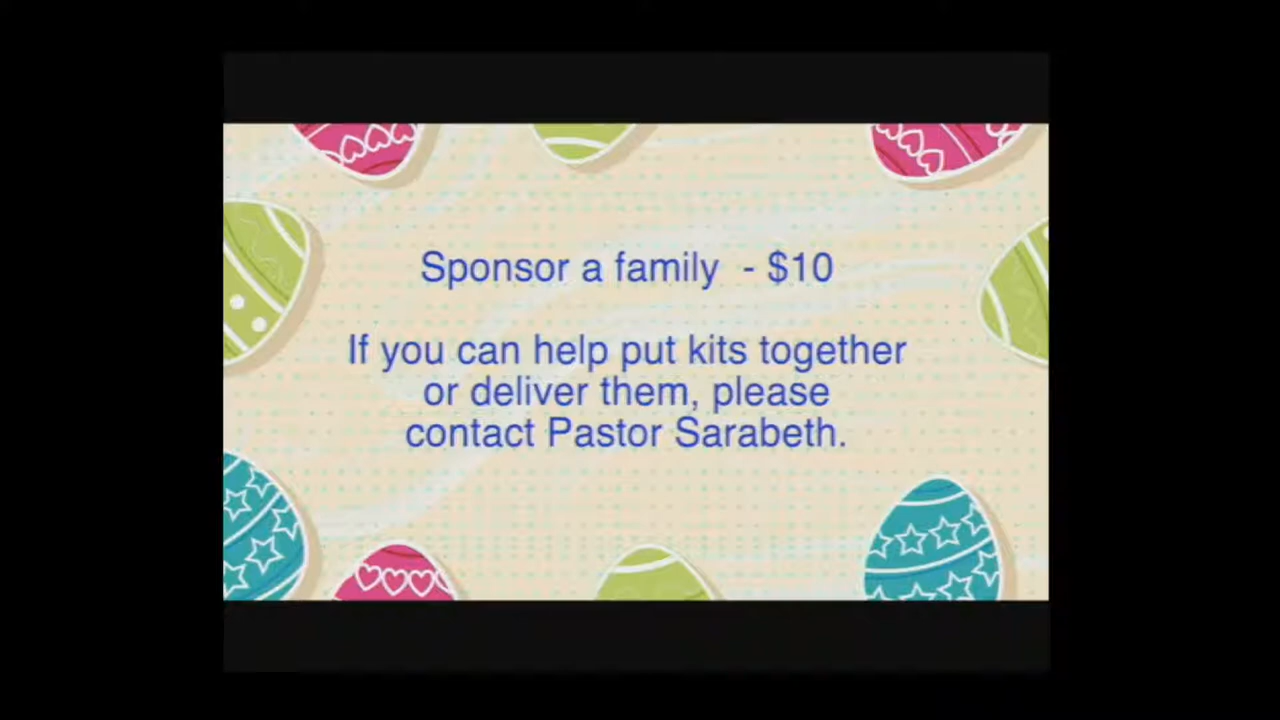 Sponsor a family - $10
If you can help put kits together
or deliver them, please
contact Pastor Sarabeth.